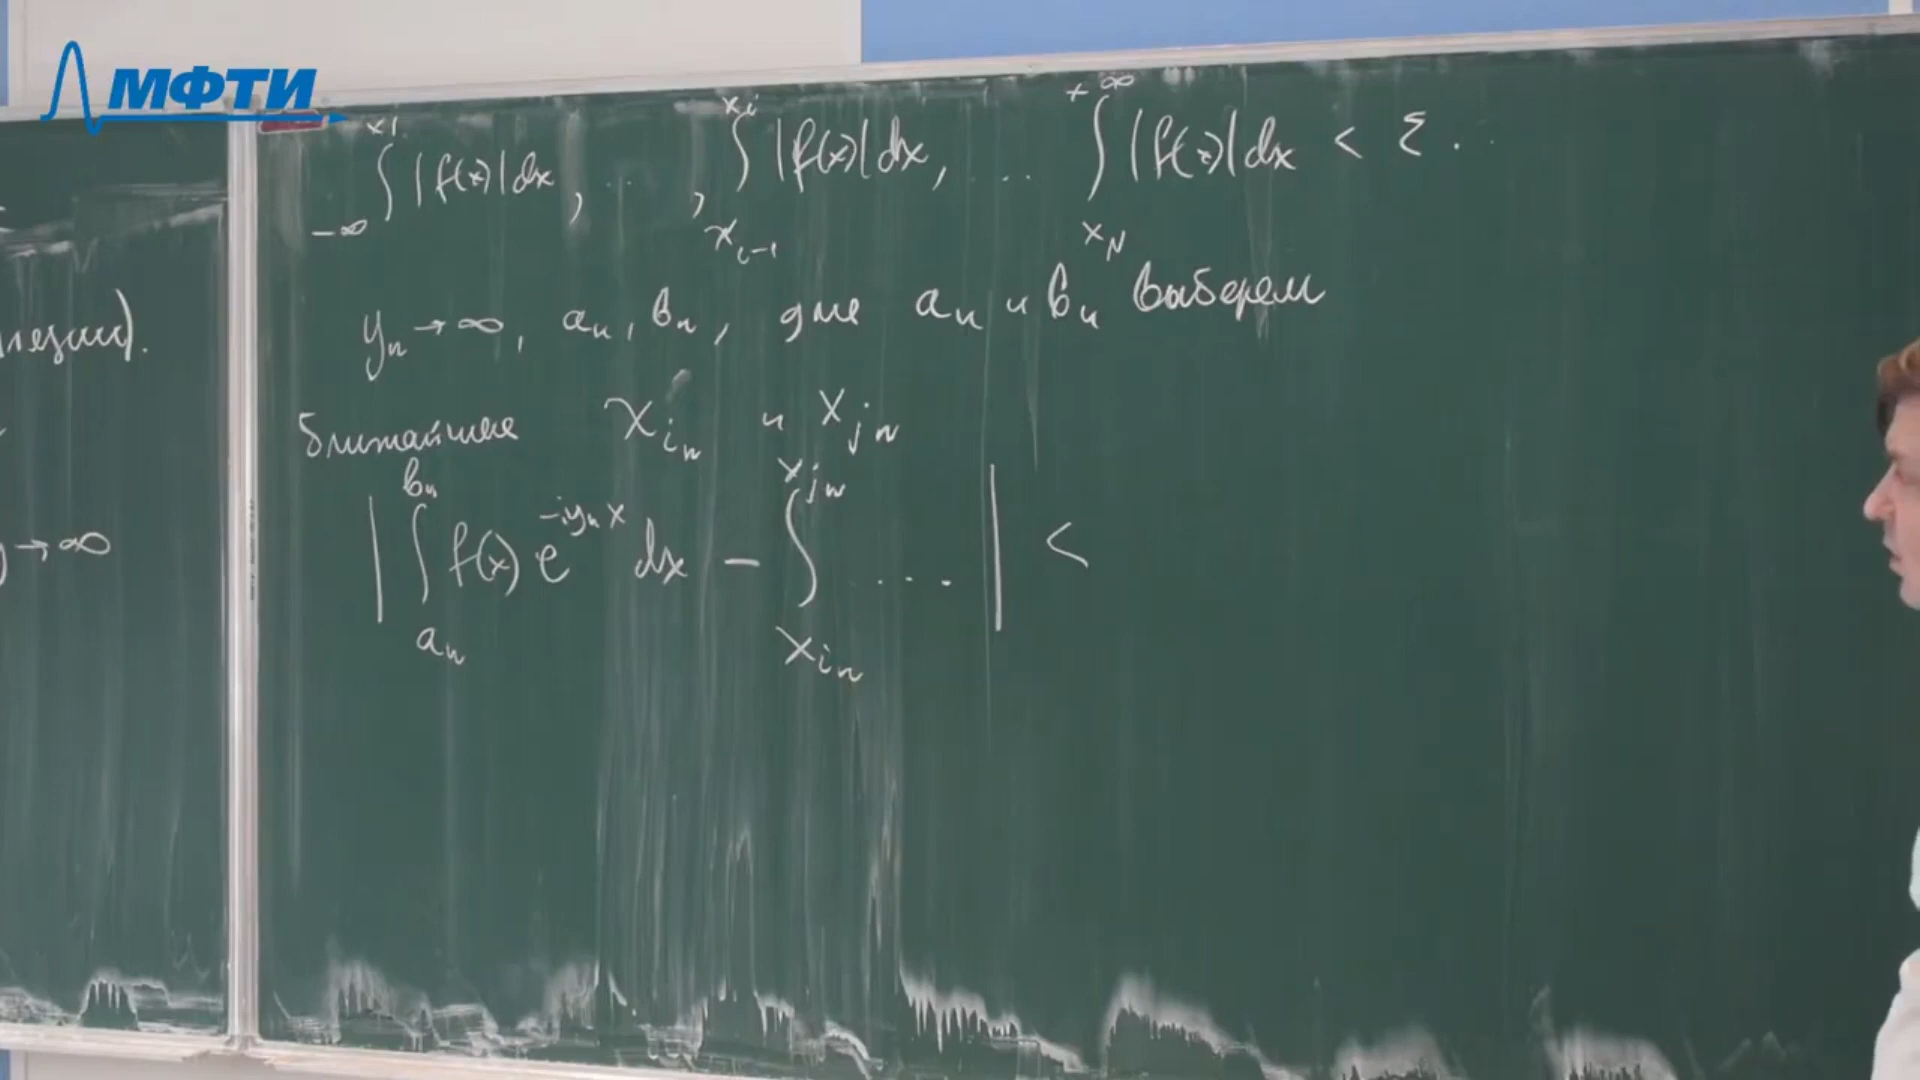 МФТИ
∫_{-∞}^{x_1} |f(x)|dx, ... , ∫_{x_{i-1}}^{x_i} |f(x)|dx, ... ∫_{x_N}^{+∞} |f(x)|dx < ε ..
y_n → ∞, a_n, b_n, для a_n и b_n выберем
ближайшие x_{i_n} и x_{j_n}
| ∫_{a_n}^{b_n} f(x) e^{-iy_n x} dx - ∫_{x_{i_n}}^{x_{j_n}} .... | <
→ ∞